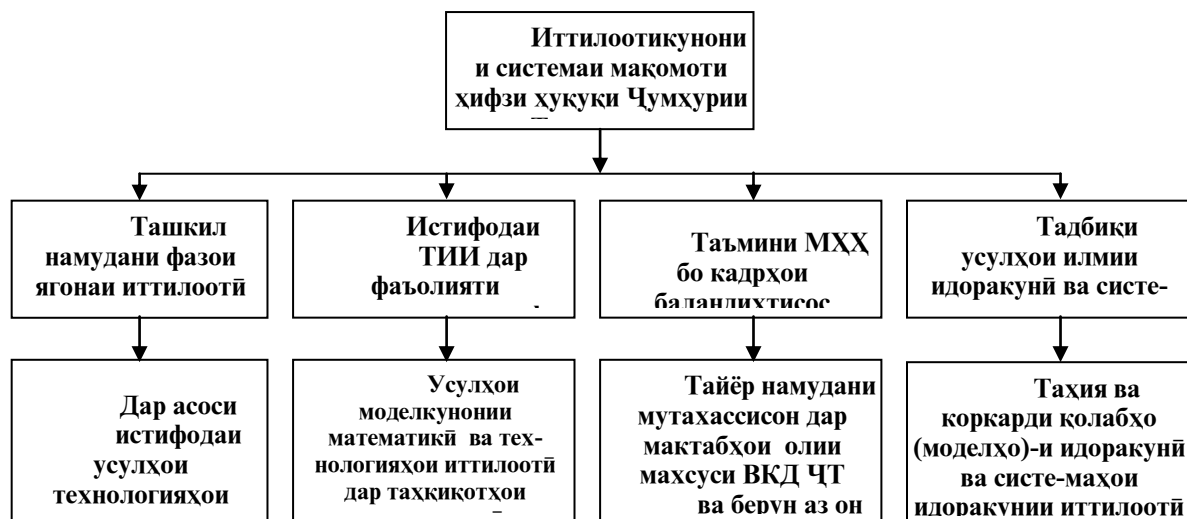 Иттилоотикунони
и системаи мақомоти
ҳифзи ҳуқуқи Ҷумҳурии
Ташкил
намудани фазои
ягонаи иттилоотӣ
Истифодаи
ТИИ дар
фаъолияти
Таъмини МҲҲ
бо кадрҳои
баландихтисос
Тадбиқи
усулҳои илмии
идоракунӣ ва систе-
Дар асоси
истифодаи
усулҳои
технологияҳои
Усулҳои
моделкунонии
математикӣ ва тех-
нологияҳои иттилоотӣ
дар таҳқиқотҳои
Тайёр намудани
мутахассисон дар
мактабҳои олии
махсуси ВКД ҶТ
ва берун аз он
Таҳия ва
коркарди қолабҳо
(моделҳо)-и идоракунӣ
ва систе-маҳои
идоракунии иттилоотӣ